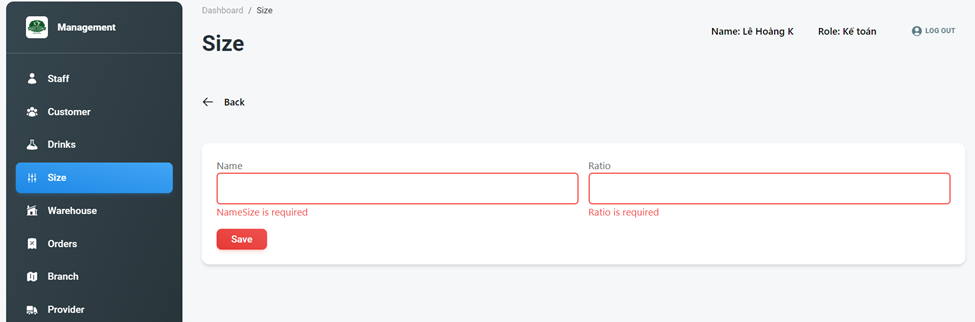 Management
Staff
Customer
Drinks
Size
Warehouse
Orders
Branch
Provider
Dashboard / Size
Size
Name: Lê Hoàng K
Role: Kế toán
LOG OUT
Back
Name
NameSize is required
Ratio
Ratio is required
Save